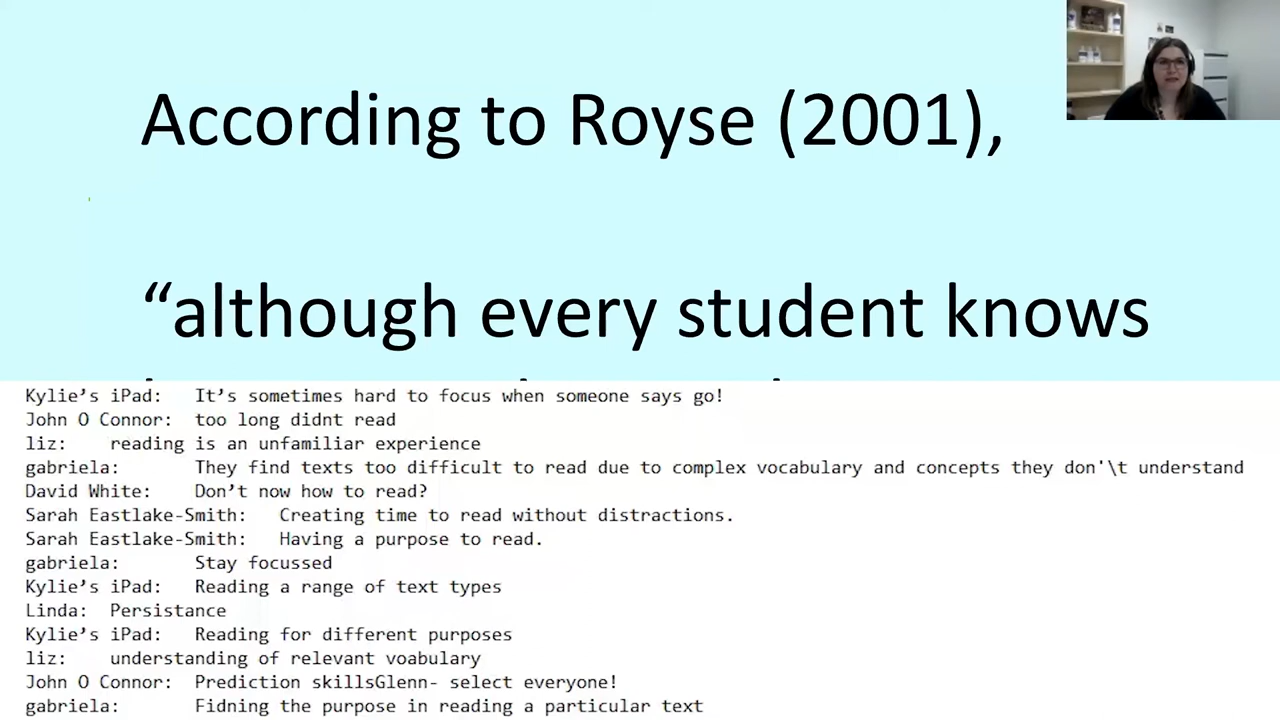 According to Royse (2001),
“although every student knows
Kylie’s iPad: It’s sometimes hard to focus when someone says go!
John O Connor: too long didnt read
liz: reading is an unfamiliar experience
gabriela: They find texts too difficult to read due to complex vocabulary and concepts they don'\t understand
David White: Don’t now how to read?
Sarah Eastlake-Smith: Creating time to read without distractions.
Sarah Eastlake-Smith: Having a purpose to read.
gabriela: Stay focussed
Kylie’s iPad: Reading a range of text types
Linda: Persistance
Kylie’s iPad: Reading for different purposes
liz: understanding of relevant voabulary
John O Connor: Prediction skillsGlenn- select everyone!
gabriela: Fidning the purpose in reading a particular text